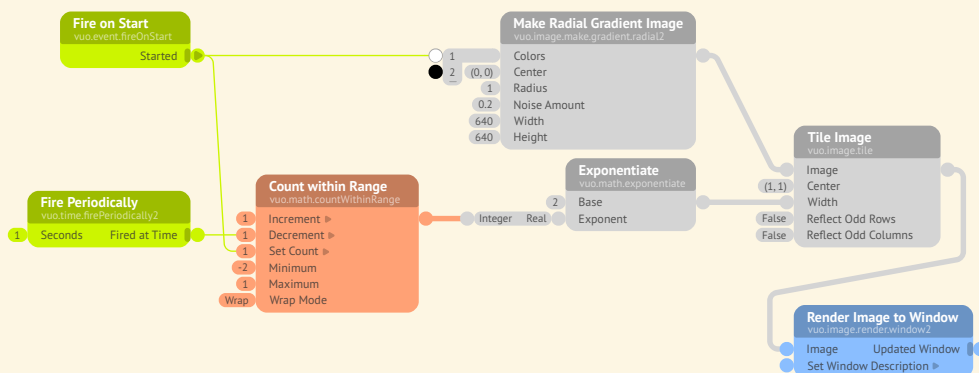 Fire on Start
vuo.event.fireOnStart
Started
Make Radial Gradient Image
vuo.image.make.gradient.radial2
1 Colors
2 (0, 0) Center
1 Radius
0.2 Noise Amount
640 Width
640 Height
Tile Image
vuo.image.tile
Image
(1, 1) Center
Width
False Reflect Odd Rows
False Reflect Odd Columns
Exponentiate
vuo.math.exponentiate
2 Base
Integer Real Exponent
Count within Range
vuo.math.countWithinRange
1 Increment
1 Decrement
1 Set Count
-2 Minimum
1 Maximum
Wrap Wrap Mode
Fire Periodically
vuo.time.firePeriodically2
1 Seconds Fired at Time
Render Image to Window
vuo.image.render.window2
Image Updated Window
Set Window Description